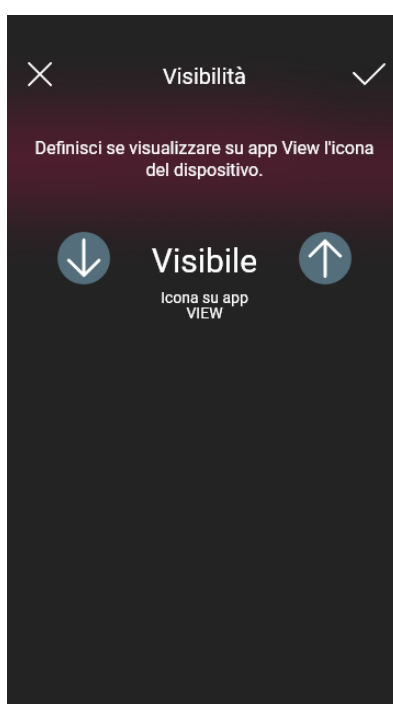 Visibilità
Definisci se visualizzare su app View l'icona
del dispositivo.
Visibile
Icona su app
VIEW